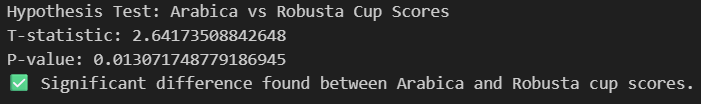 Hypothesis Test: Arabica vs Robusta Cup Scores
T-statistic: 2.64173508842648
P-value: 0.013071748779186945
✅ Significant difference found between Arabica and Robusta cup scores.